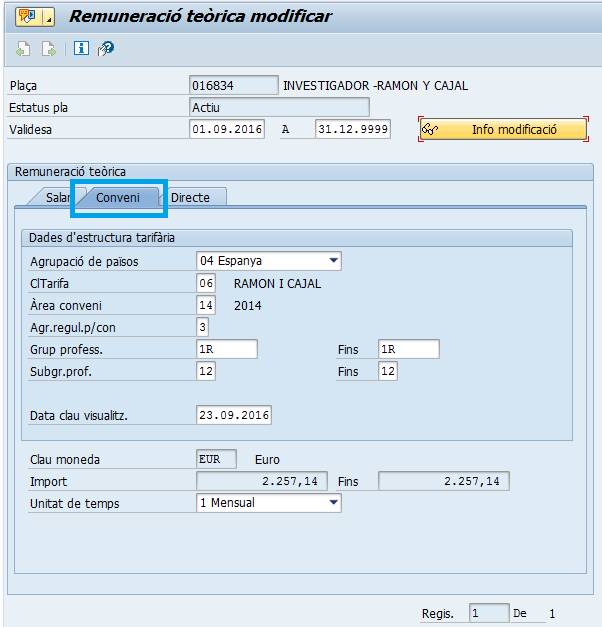 Remuneració teòrica modificar
Plaça 016834 INVESTIGADOR -RAMON Y CAJAL
Estatus pla Actiu
Validesa 01.09.2016 A 31.12.9999 Info modificació
Remuneració teòrica
Salar Conveni Directe
Dades d'estructura tarifària
Agrupació de països 04 Espanya
ClTarifa 06 RAMON I CAJAL
Àrea conveni 14 2014
Agr.regul.p/con 3
Grup profess. 1R Fins 1R
Subgr.prof. 12 Fins 12
Data clau visualitz. 23.09.2016
Clau moneda EUR Euro
Import 2.257,14 Fins 2.257,14
Unitat de temps 1 Mensual
Regis. 1 De 1